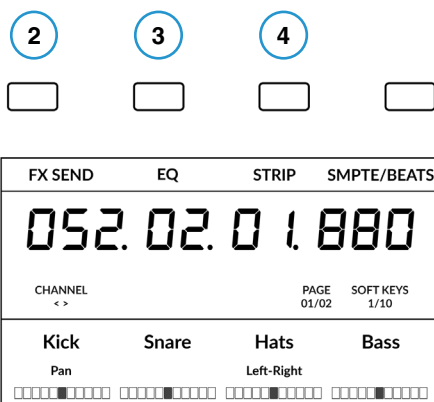 2 3 4
FX SEND EQ STRIP SMPTE/BEATS
052. 02. 01. 880
CHANNEL PAGE SOFT KEYS
< > 01/02 1/10
Kick Snare Hats Bass
Pan Left-Right